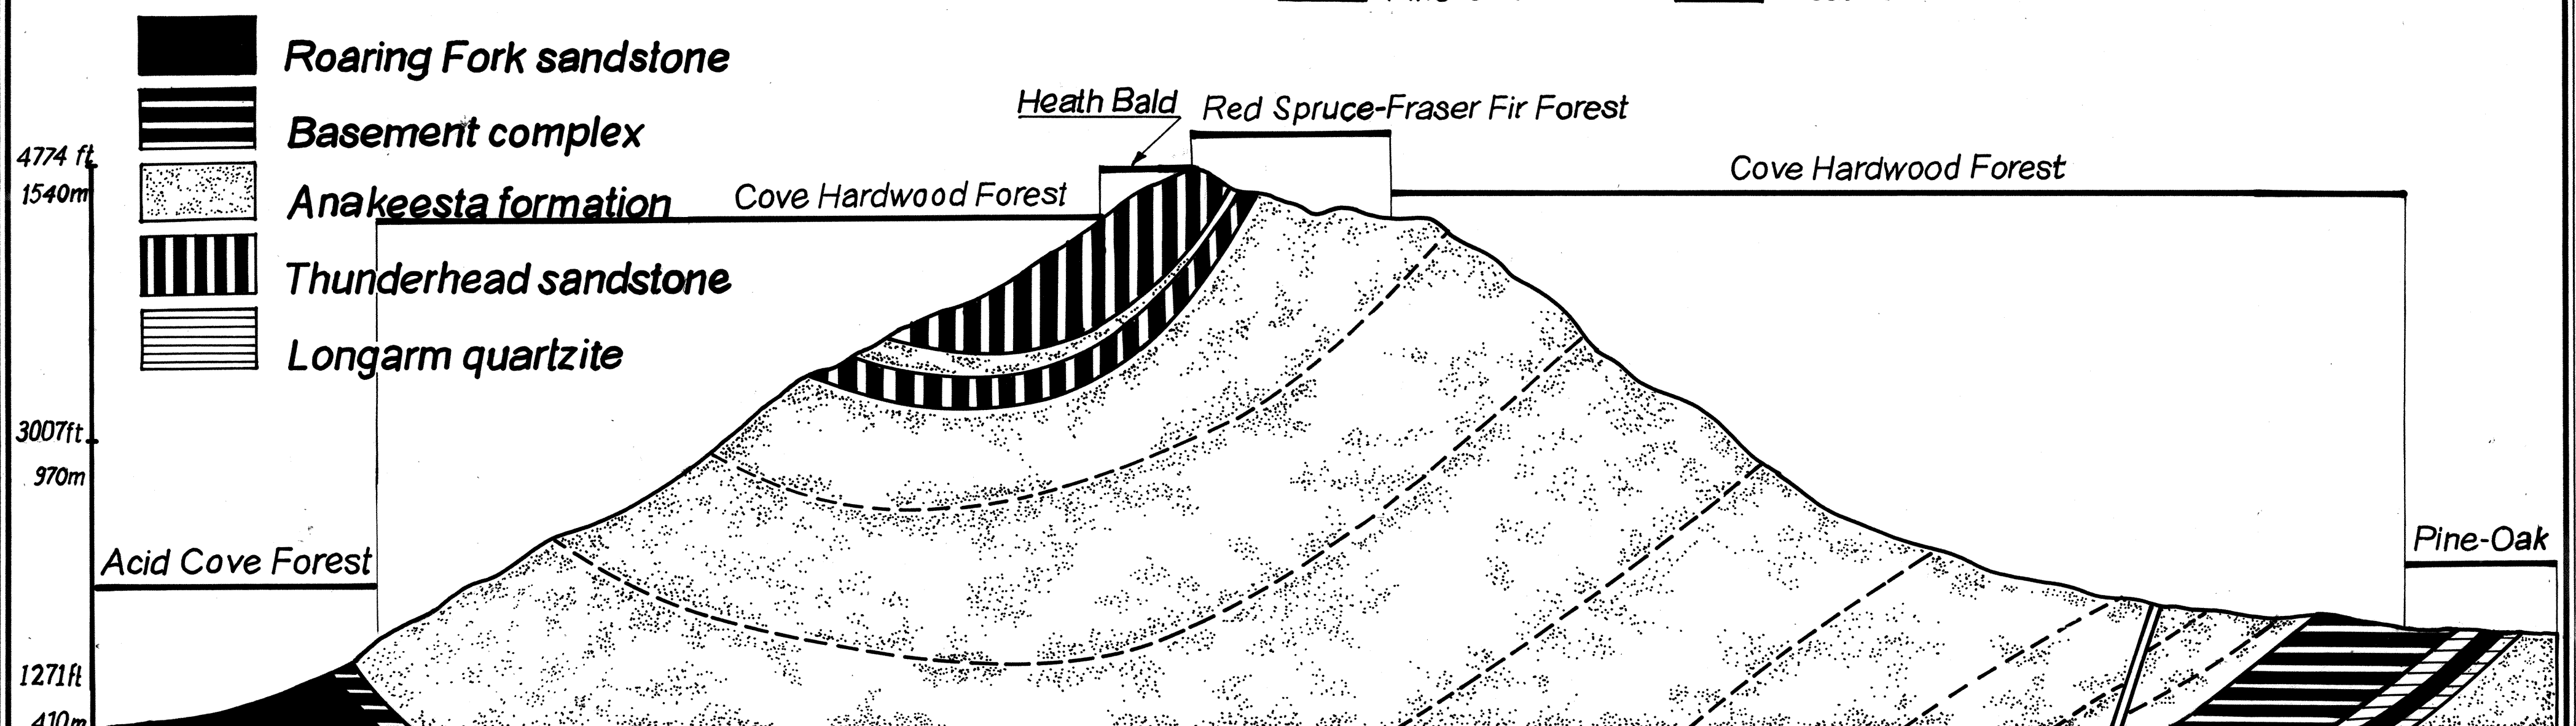 Roaring Fork sandstone
Basement complex
Anakeesta formation
Thunderhead sandstone
Longarm quartzite
Heath Bald
Red Spruce-Fraser Fir Forest
Cove Hardwood Forest
Cove Hardwood Forest
4774 ft
1540m
3007ft
970m
Acid Cove Forest
Pine-Oak
1271ft
410m